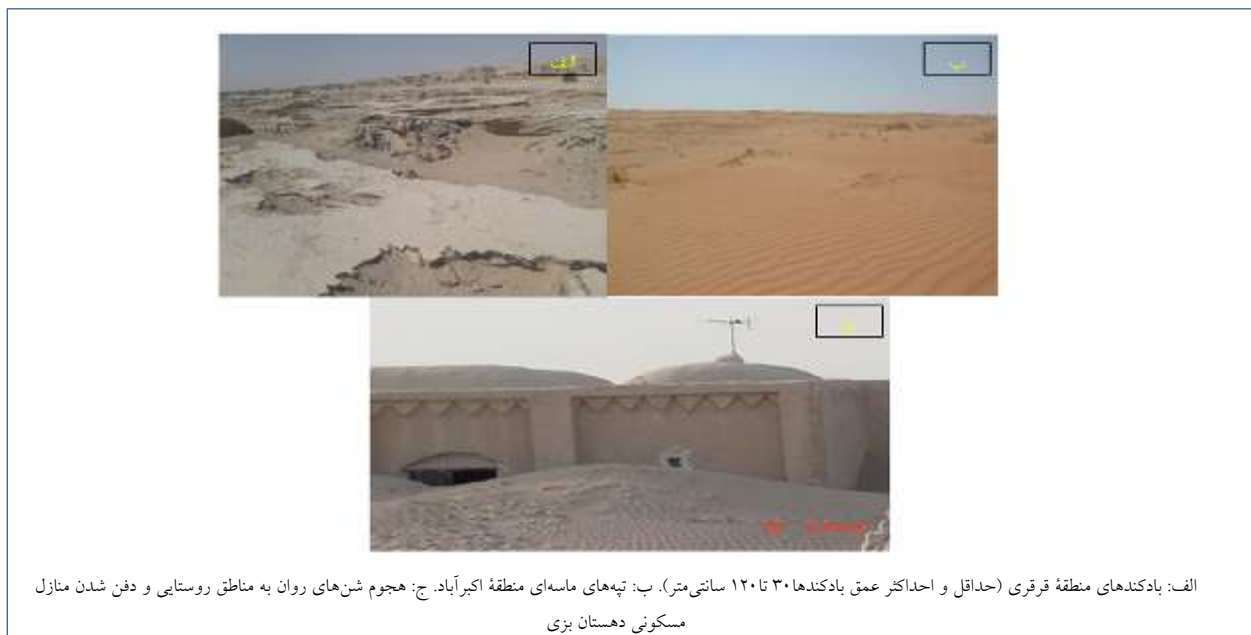 الف
ب
الف: بادکندهای منطقهٔ قرقری (حداقل و احداکثر عمق بادکندها۳۰ تا۱۲۰ سانتی‌متر). ب: تپه‌های ماسه‌ای منطقهٔ اکبرآباد. ج: هجوم شن‌های روان به مناطق روستایی و دفن شدن منازل
مسکونی دهستان بزی